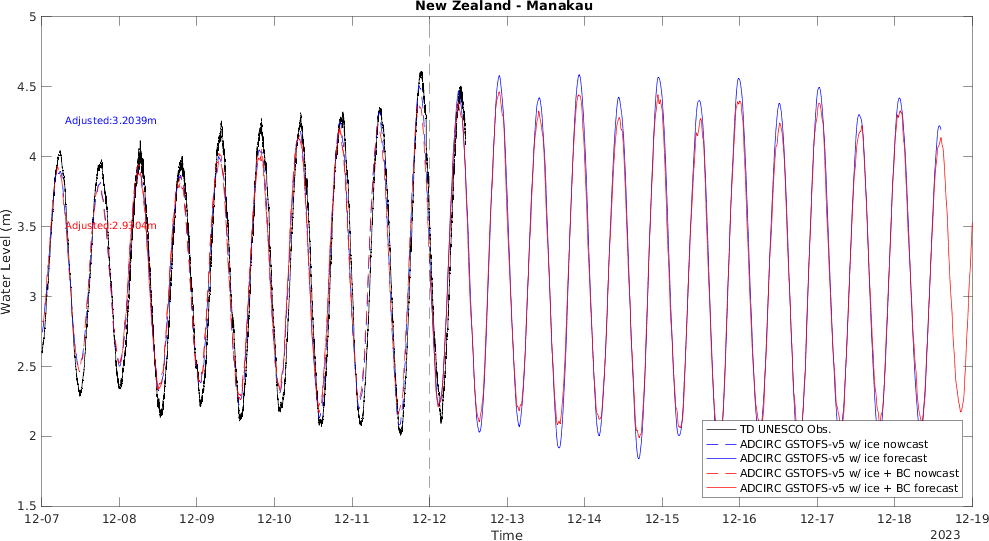 New Zealand - Manakau
5
4.5
4
3.5
3
2.5
2
1.5
Water Level (m)
Adjusted:3.2039m
Adjusted:2.9304m
TD UNESCO Obs.
ADCIRC GSTOFS-v5 w/ ice nowcast
ADCIRC GSTOFS-v5 w/ ice forecast
ADCIRC GSTOFS-v5 w/ ice + BC nowcast
ADCIRC GSTOFS-v5 w/ ice + BC forecast
12-07 12-08 12-09 12-10 12-11 12-12 12-13 12-14 12-15 12-16 12-17 12-18 12-19
Time
2023